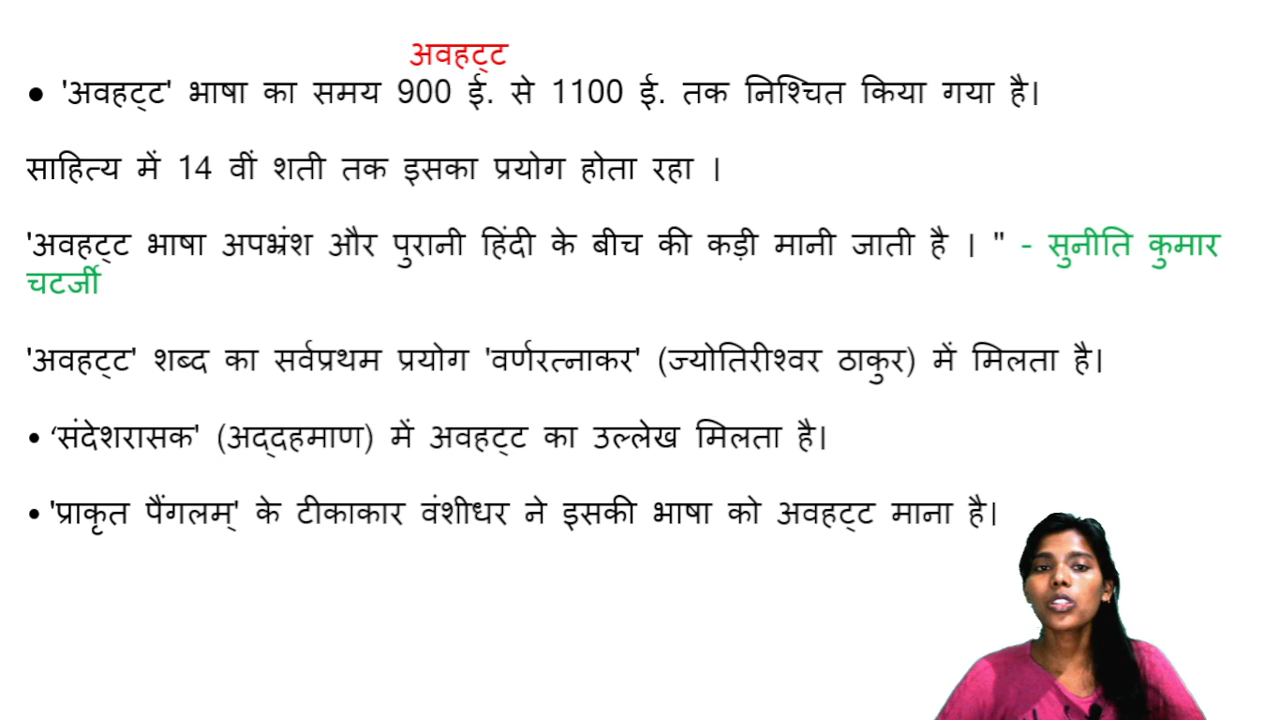 अवहट्ट
● 'अवहट्ट' भाषा का समय 900 ई. से 1100 ई. तक निश्चित किया गया है।
साहित्य में 14 वीं शती तक इसका प्रयोग होता रहा ।
'अवहट्ट भाषा अपभ्रंश और पुरानी हिंदी के बीच की कड़ी मानी जाती है । " - सुनीति कुमार
चटर्जी
'अवहट्ट' शब्द का सर्वप्रथम प्रयोग 'वर्णरत्नाकर' (ज्योतिरीश्वर ठाकुर) में मिलता है।
• ‘संदेशरासक' (अद्दहमाण) में अवहट्ट का उल्लेख मिलता है।
• 'प्राकृत पैंगलम्' के टीकाकार वंशीधर ने इसकी भाषा को अवहट्ट माना है।